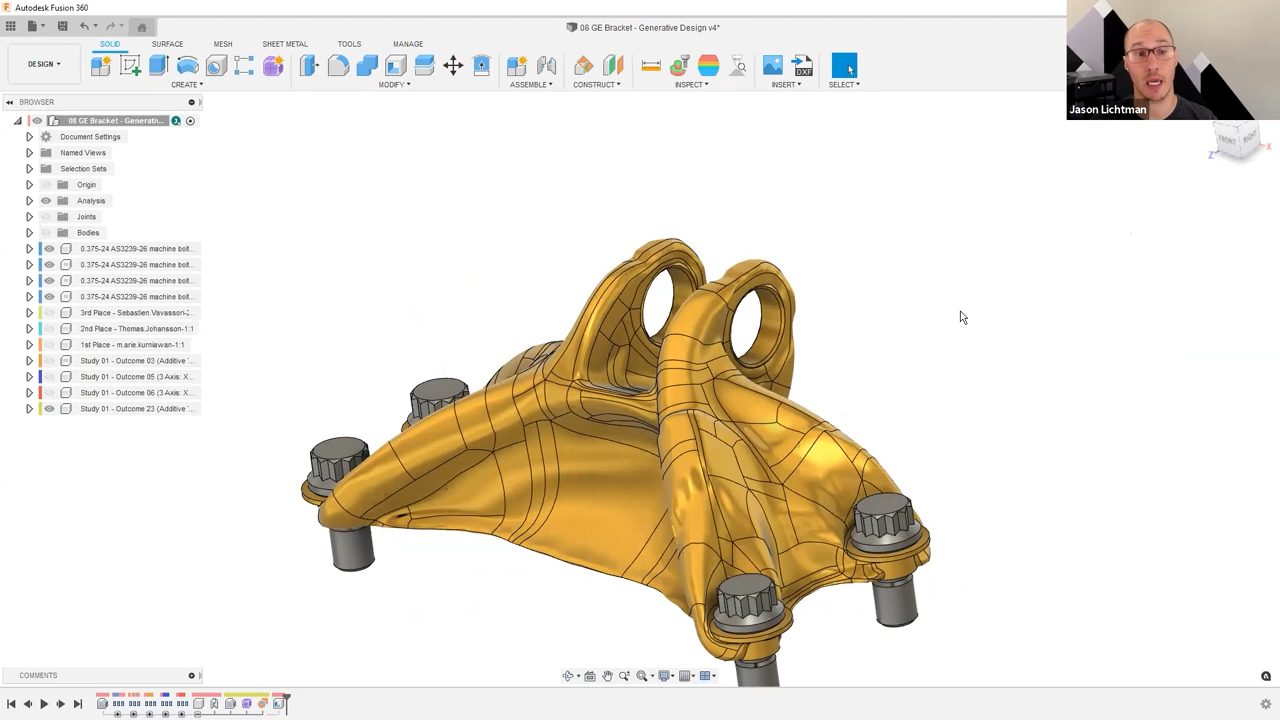 Autodesk Fusion 360
08 GE Bracket - Generative Design v4*
Jason Lichtman
DESIGN
SOLID SURFACE MESH SHEET METAL TOOLS MANAGE
CREATE MODIFY ASSEMBLE CONSTRUCT INSPECT INSERT SELECT
DXF
FRONT RIGHT
Z X
BROWSER
08 GE Bracket - Generati...
Document Settings
Named Views
Selection Sets
Origin
Analysis
Joints
Bodies
0.375-24 AS3239-26 machine bolt...
0.375-24 AS3239-26 machine bolt...
0.375-24 AS3239-26 machine bolt...
0.375-24 AS3239-26 machine bolt...
3rd Place - Sebastien.Vavassori-2...
2nd Place - Thomas.Johansson-1:1
1st Place - m.arie.kurniawan-1:1
Study 01 - Outcome 03 (Additive '...
Study 01 - Outcome 05 (3 Axis: X...
Study 01 - Outcome 06 (3 Axis: X...
Study 01 - Outcome 23 (Additive '...
COMMENTS